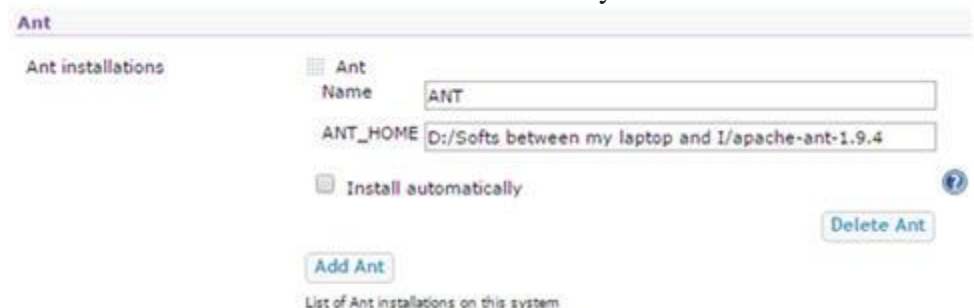 Ant
Ant installations
Ant
Name ANT
ANT_HOME D:/Softs between my laptop and I/apache-ant-1.9.4
Install automatically
Delete Ant
Add Ant
List of Ant installations on this system